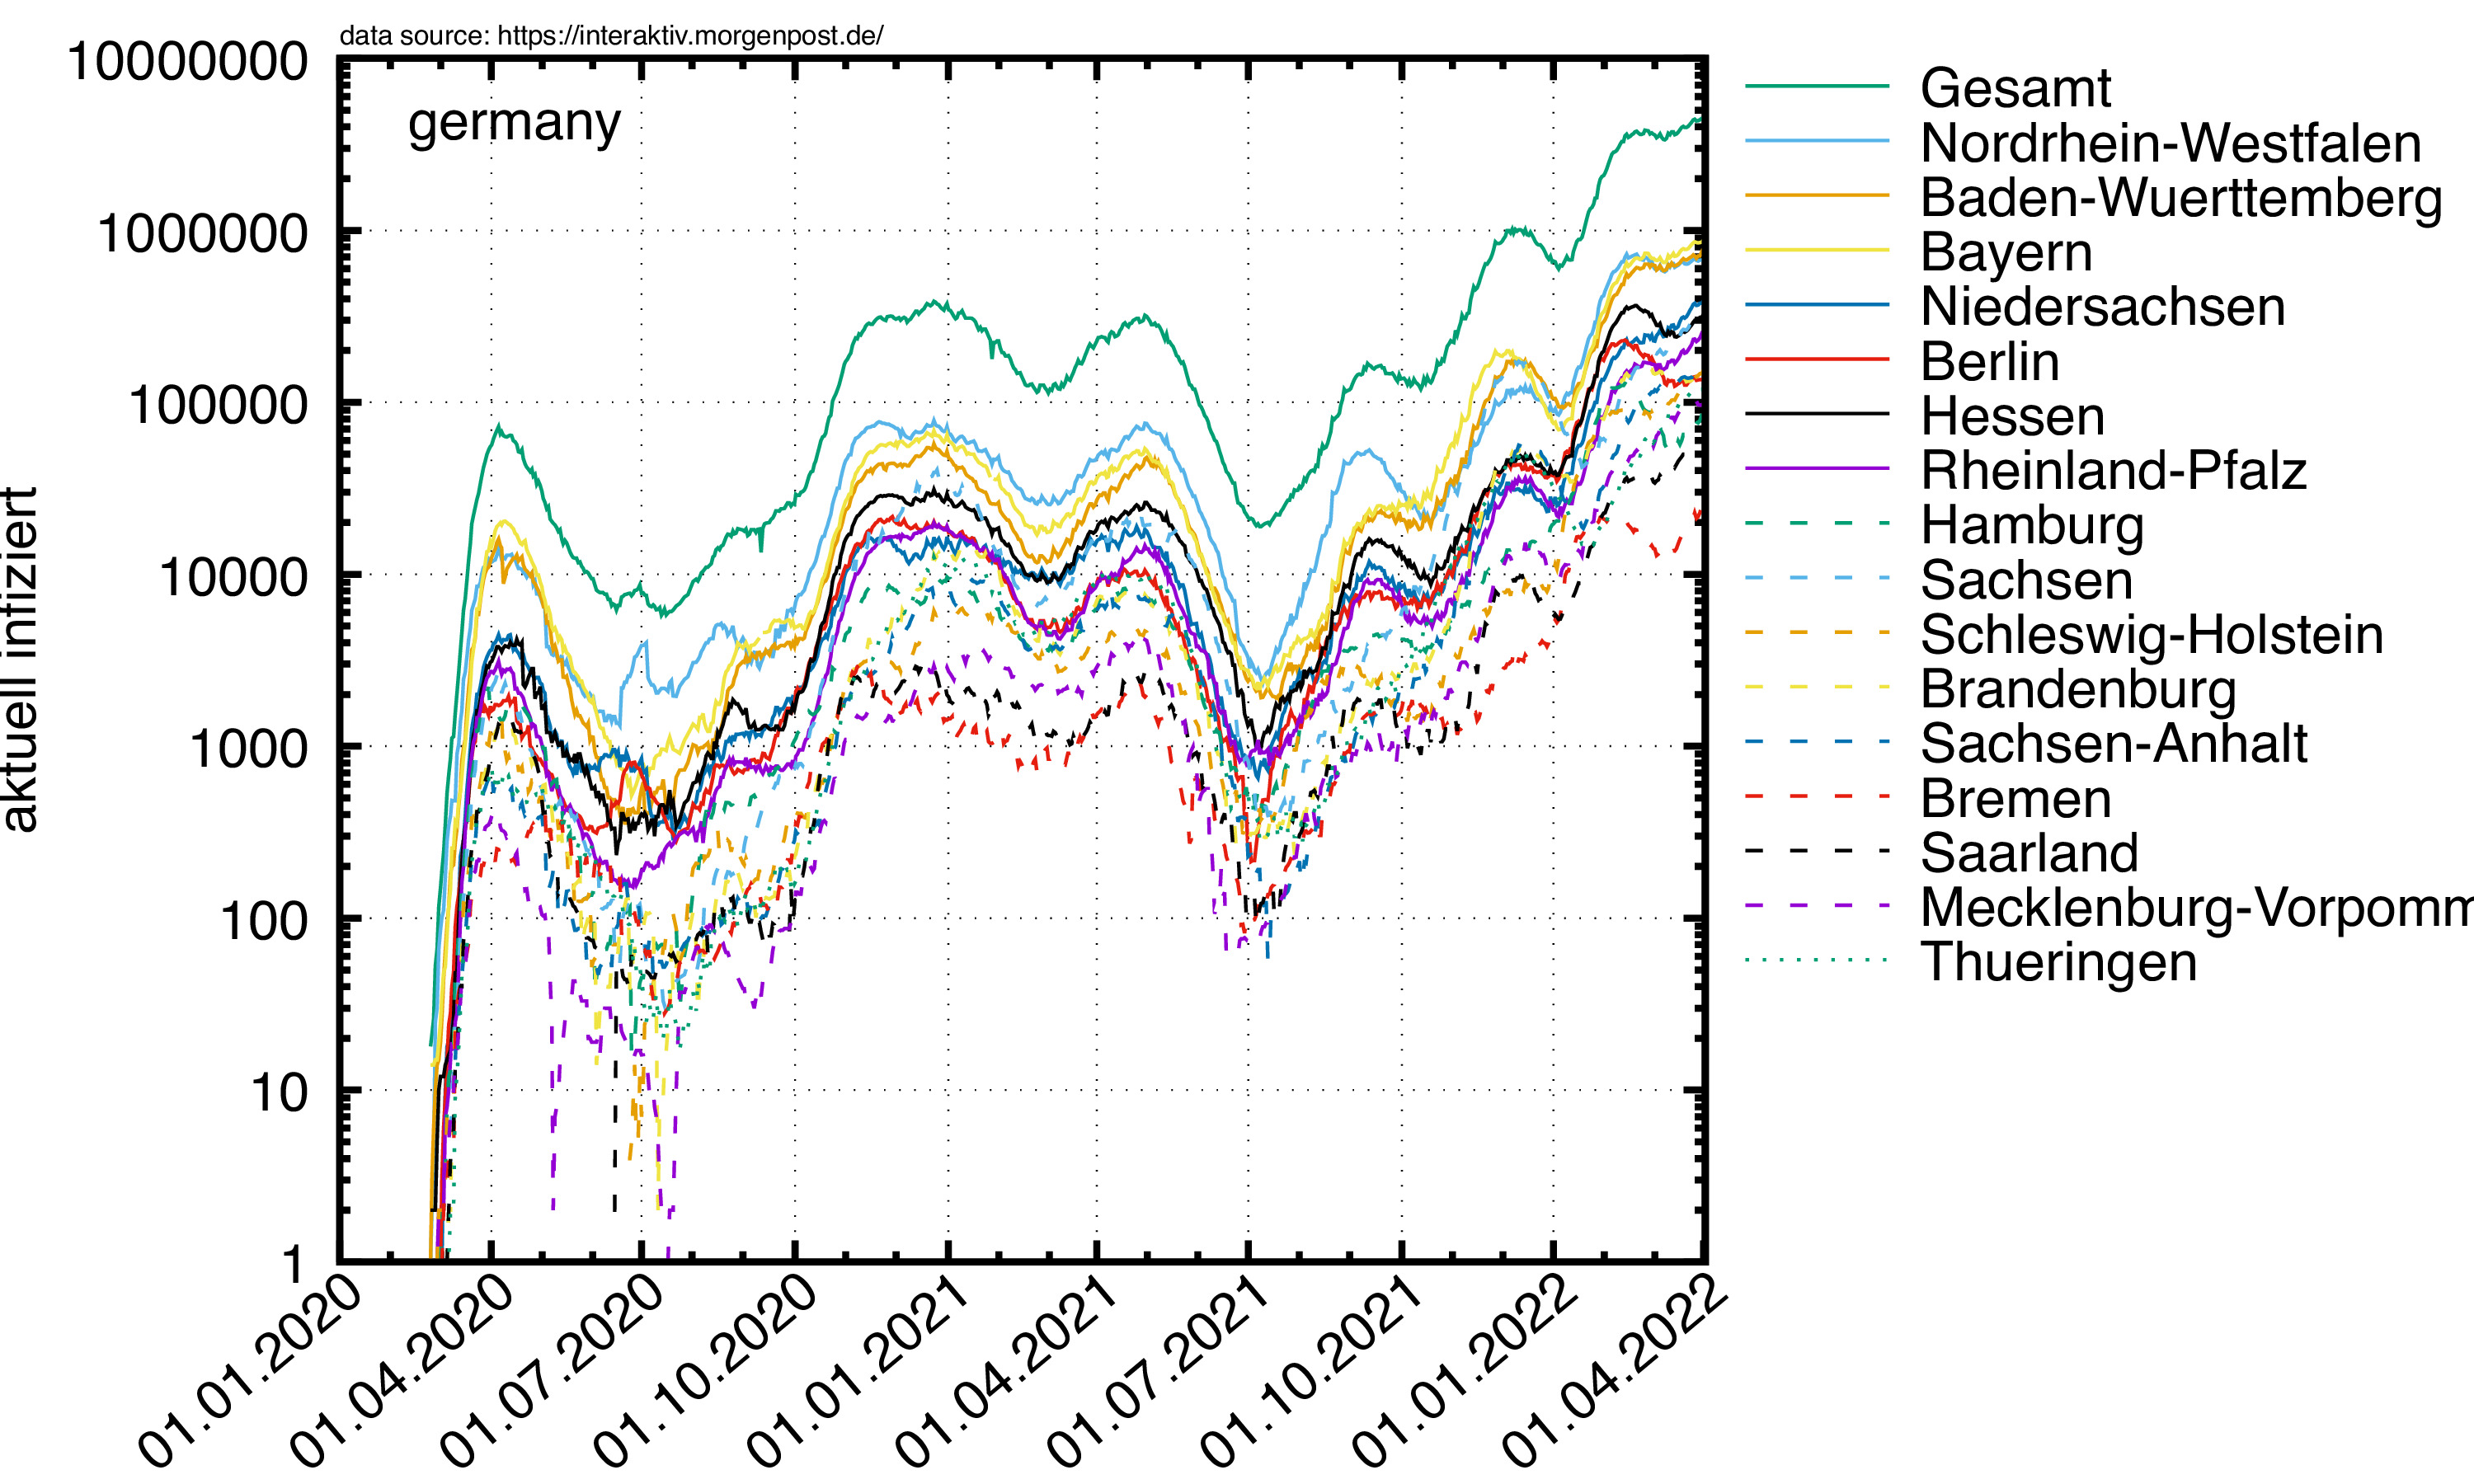 data source: https://interaktiv.morgenpost.de/
germany
aktuell infiziert
10000000
1000000
100000
10000
1000
100
10
1
01.01.2020
01.04.2020
01.07.2020
01.10.2020
01.01.2021
01.04.2021
01.07.2021
01.10.2021
01.01.2022
01.04.2022
Gesamt
Nordrhein-Westfalen
Baden-Wuerttemberg
Bayern
Niedersachsen
Berlin
Hessen
Rheinland-Pfalz
Hamburg
Sachsen
Schleswig-Holstein
Brandenburg
Sachsen-Anhalt
Bremen
Saarland
Mecklenburg-Vorpomm
Thueringen